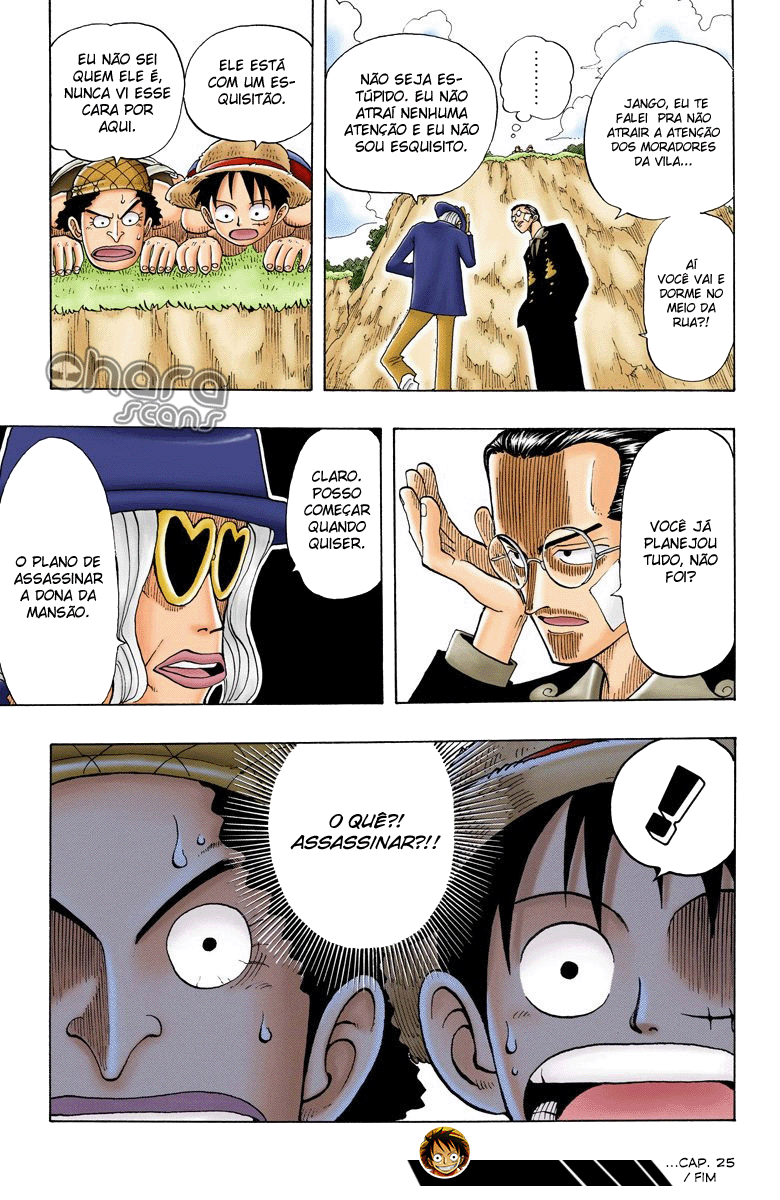 JANGO, EU TE
FALEI PRA NÃO
ATRAIR A ATENÇÃO
DOS MORADORES
DA VILA...
AÍ
VOCÊ VAI E
DORME NO
MEIO DA
RUA?!
........
NÃO SEJA ES-
TÚPIDO. EU NÃO
ATRAÍ NENHUMA
ATENÇÃO E EU NÃO
SOU ESQUISITO.
ELE ESTÁ
COM UM ES-
QUISITÃO.
EU NÃO SEI
QUEM ELE É,
NUNCA VI ESSE
CARA POR
AQUI.
Ohara
scans
VOCÊ JÁ
PLANEJOU
TUDO, NÃO
FOI?
CLARO.
POSSO
COMEÇAR
QUANDO
QUISER.
O PLANO DE
ASSASSINAR
A DONA DA
MANSÃO.
!
O QUÊ?!
ASSASSINAR?!!
...CAP. 25
/ FIM